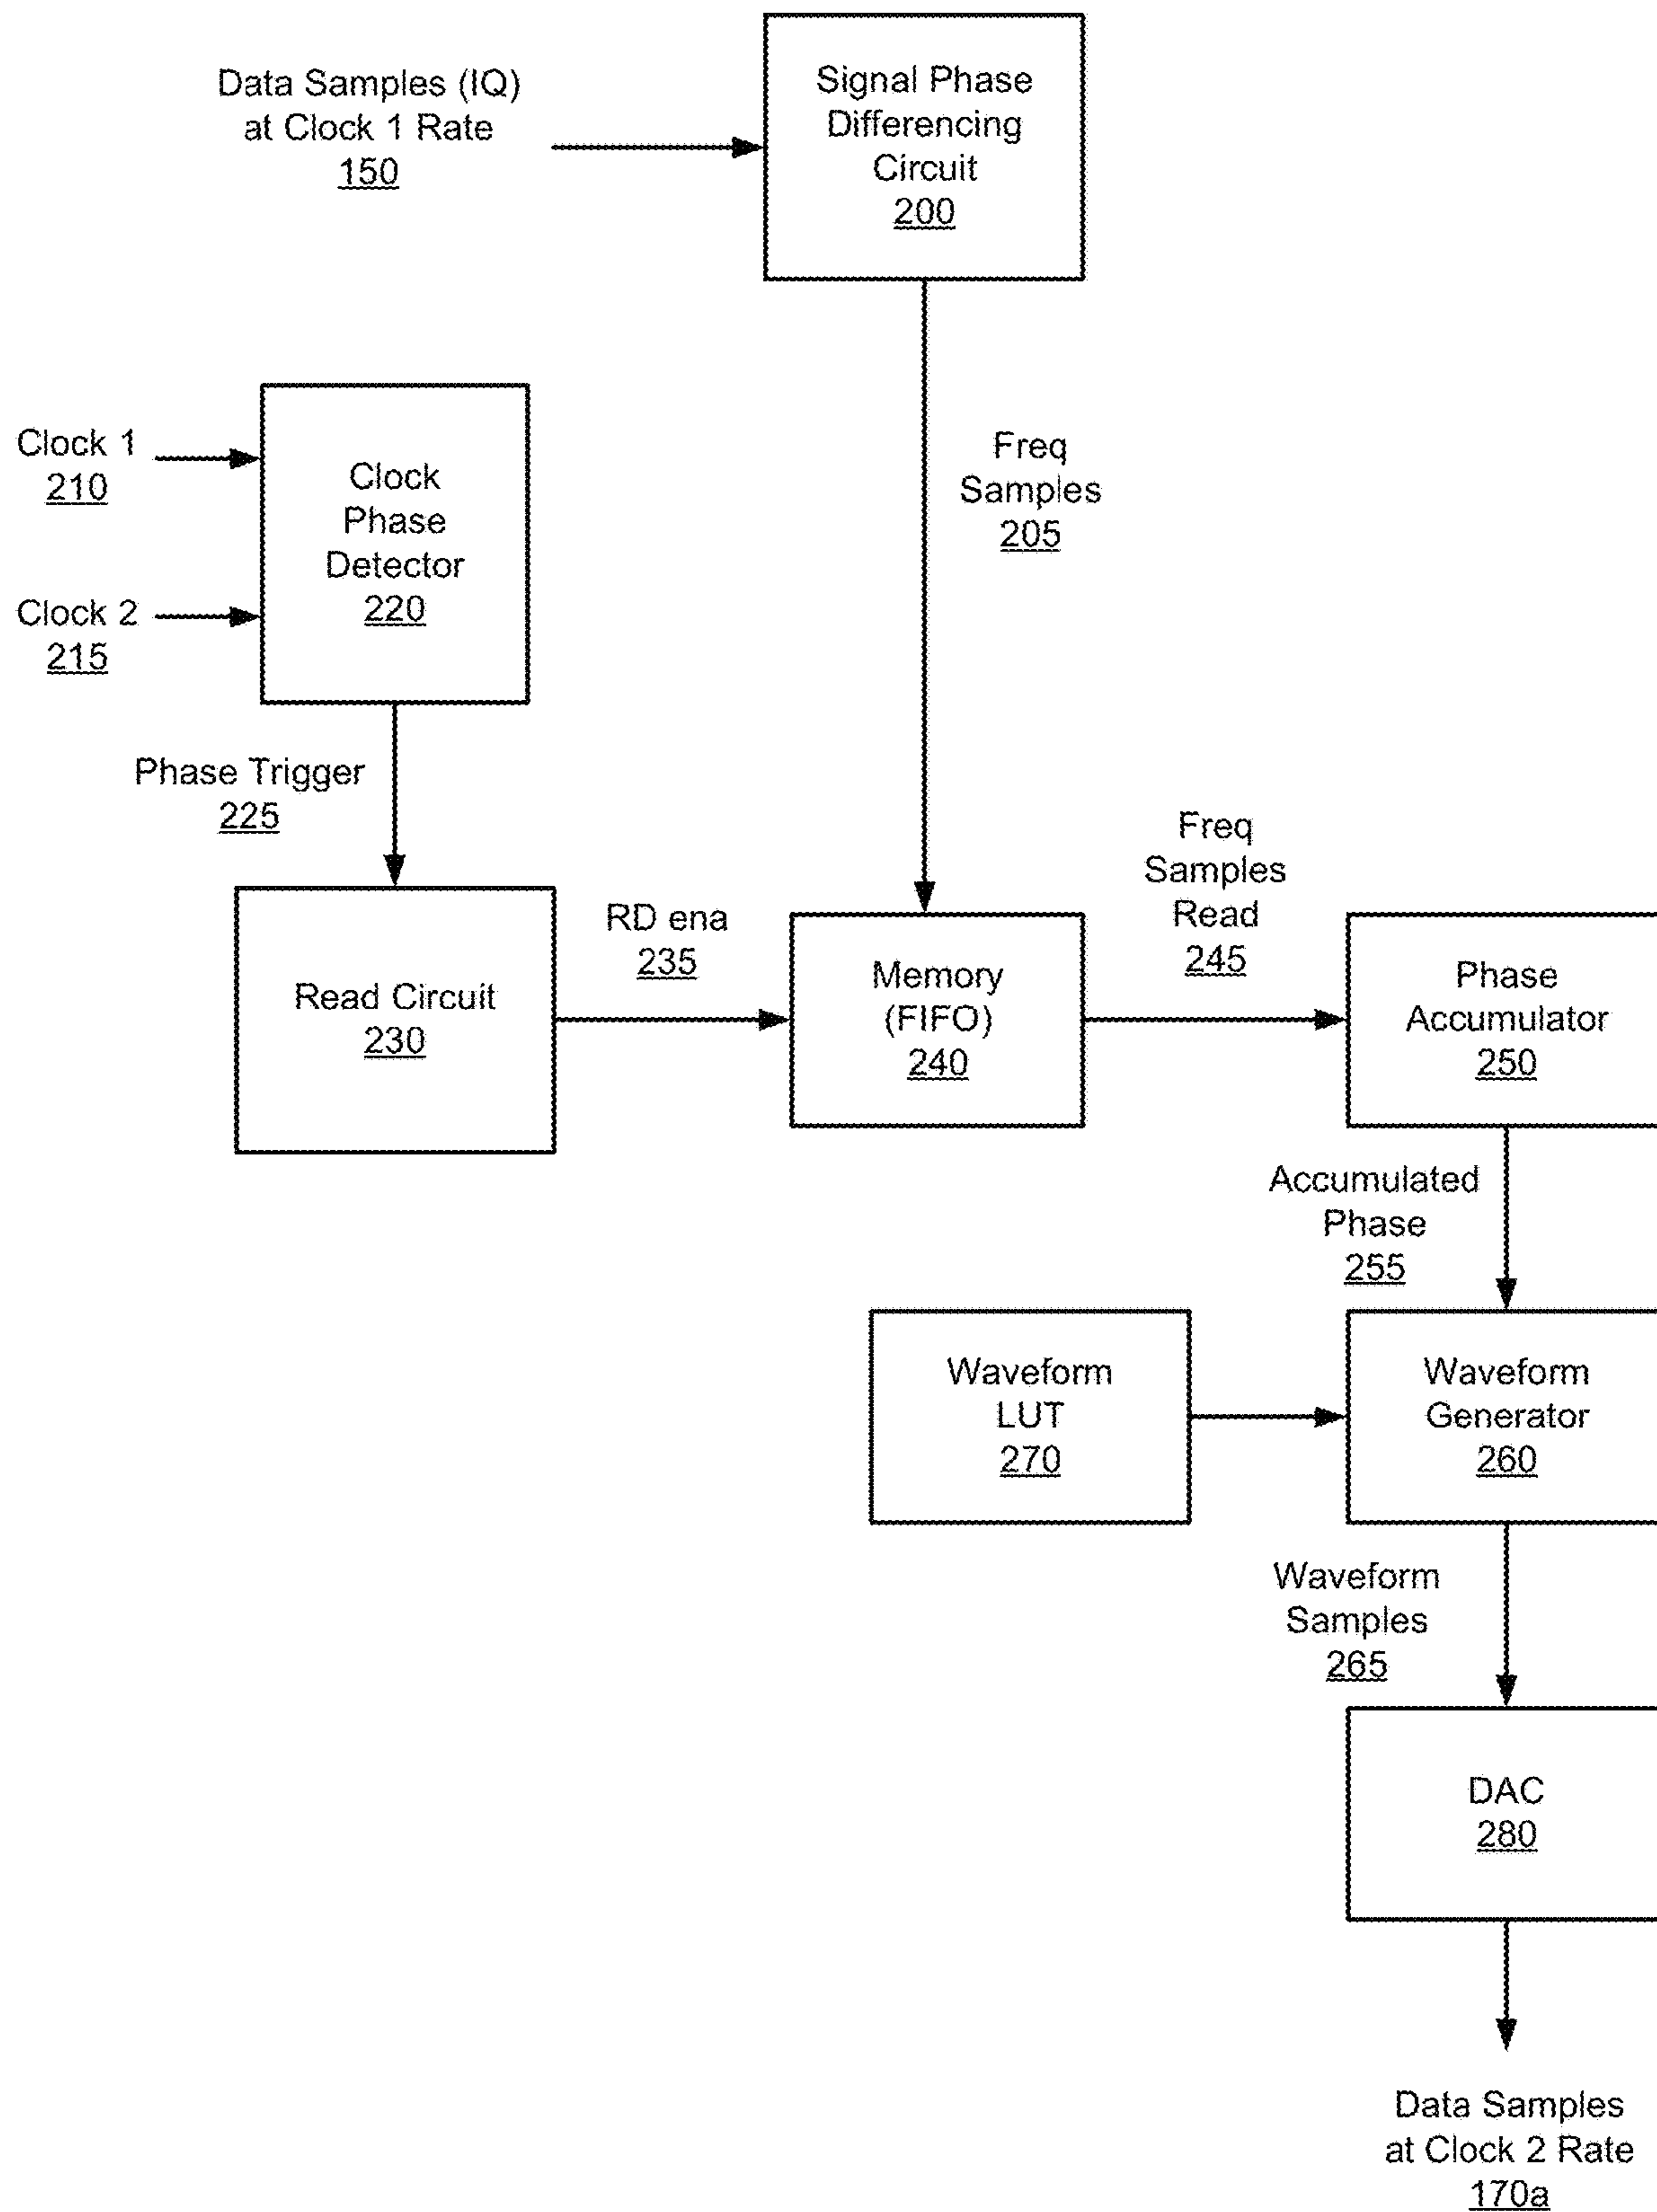 Data Samples (IQ)
at Clock 1 Rate
150
Signal Phase
Differencing
Circuit
200
Clock 1
210
Clock 2
215
Clock
Phase
Detector
220
Freq
Samples
205
Phase Trigger
225
Read Circuit
230
RD ena
235
Memory
(FIFO)
240
Freq
Samples
Read
245
Phase
Accumulator
250
Accumulated
Phase
255
Waveform
LUT
270
Waveform
Generator
260
Waveform
Samples
265
DAC
280
Data Samples
at Clock 2 Rate
170a